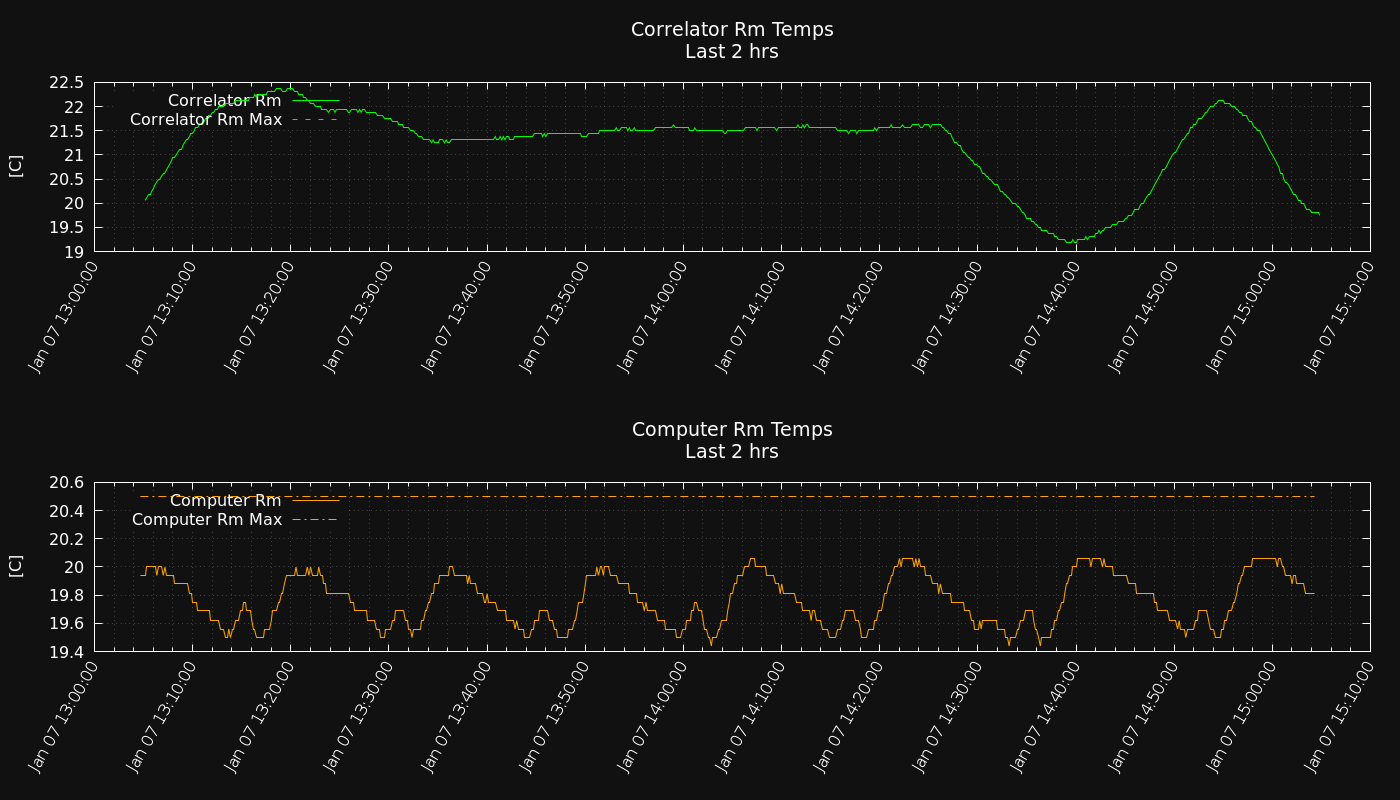 Correlator Rm Temps
Last 2 hrs
[C]
22.5
22
21.5
21
20.5
20
19.5
19
Correlator Rm
Correlator Rm Max
Jan 07 13:00:00
Jan 07 13:10:00
Jan 07 13:20:00
Jan 07 13:30:00
Jan 07 13:40:00
Jan 07 13:50:00
Jan 07 14:00:00
Jan 07 14:10:00
Jan 07 14:20:00
Jan 07 14:30:00
Jan 07 14:40:00
Jan 07 14:50:00
Jan 07 15:00:00
Jan 07 15:10:00
Computer Rm Temps
Last 2 hrs
[C]
20.6
20.4
20.2
20
19.8
19.6
19.4
Computer Rm
Computer Rm Max
Jan 07 13:00:00
Jan 07 13:10:00
Jan 07 13:20:00
Jan 07 13:30:00
Jan 07 13:40:00
Jan 07 13:50:00
Jan 07 14:00:00
Jan 07 14:10:00
Jan 07 14:20:00
Jan 07 14:30:00
Jan 07 14:40:00
Jan 07 14:50:00
Jan 07 15:00:00
Jan 07 15:10:00